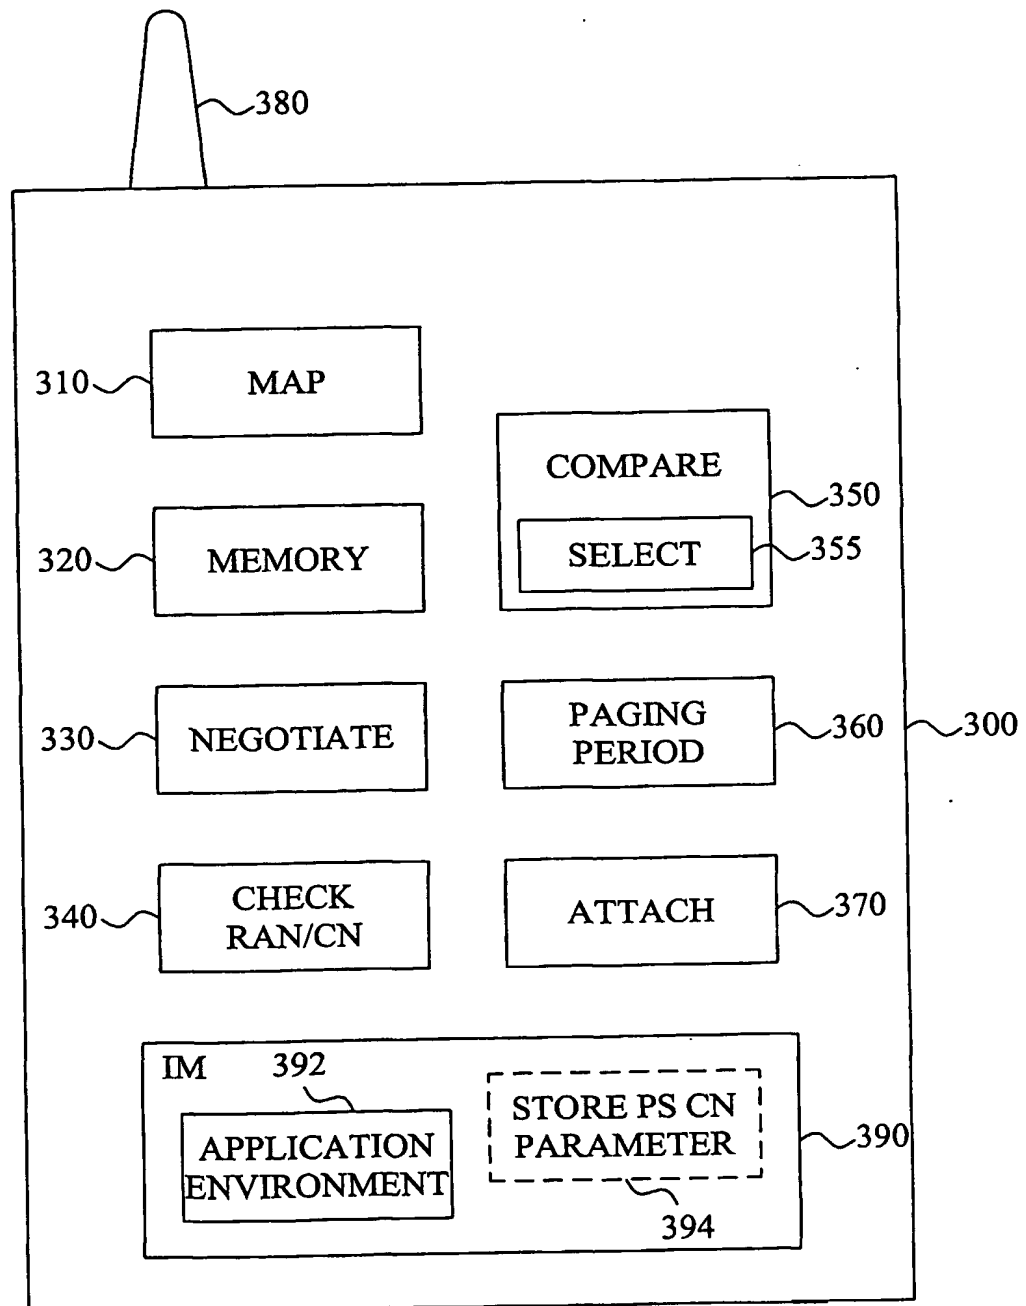 380
310
MAP
COMPARE
350
SELECT
355
320
MEMORY
330
NEGOTIATE
PAGING
PERIOD
360
300
340
CHECK
RAN/CN
ATTACH
370
IM
392
APPLICATION
ENVIRONMENT
STORE PS CN
PARAMETER
394
390